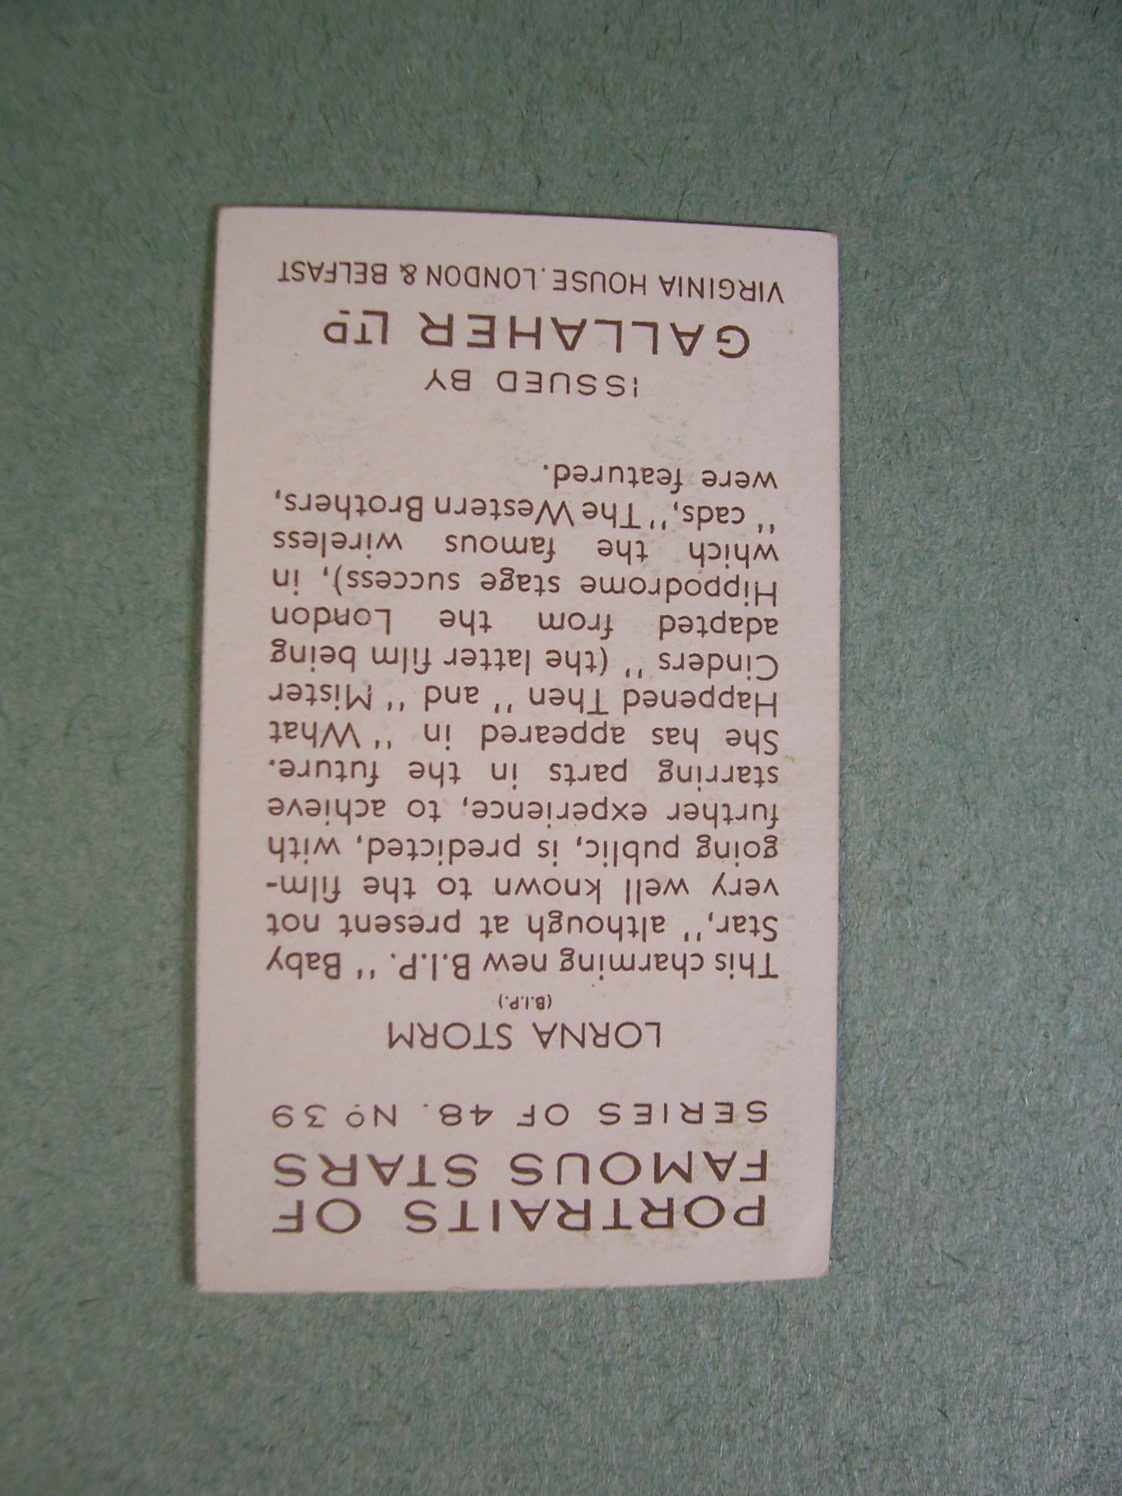 PORTRAITS OF
FAMOUS STARS
SERIES OF 48. No 39
LORNA STORM
(B.I.P.)
This charming new B.I.P. " Baby
Star," although at present not
very well known to the film-
going public, is predicted, with
further experience, to achieve
starring parts in the future.
She has appeared in " What
Happened Then " and " Mister
Cinders " (the latter film being
adapted from the London
Hippodrome stage success), in
which the famous wireless
" cads," "The Western Brothers,
were featured.
ISSUED BY
GALLAHER LTD
VIRGINIA HOUSE. LONDON & BELFAST